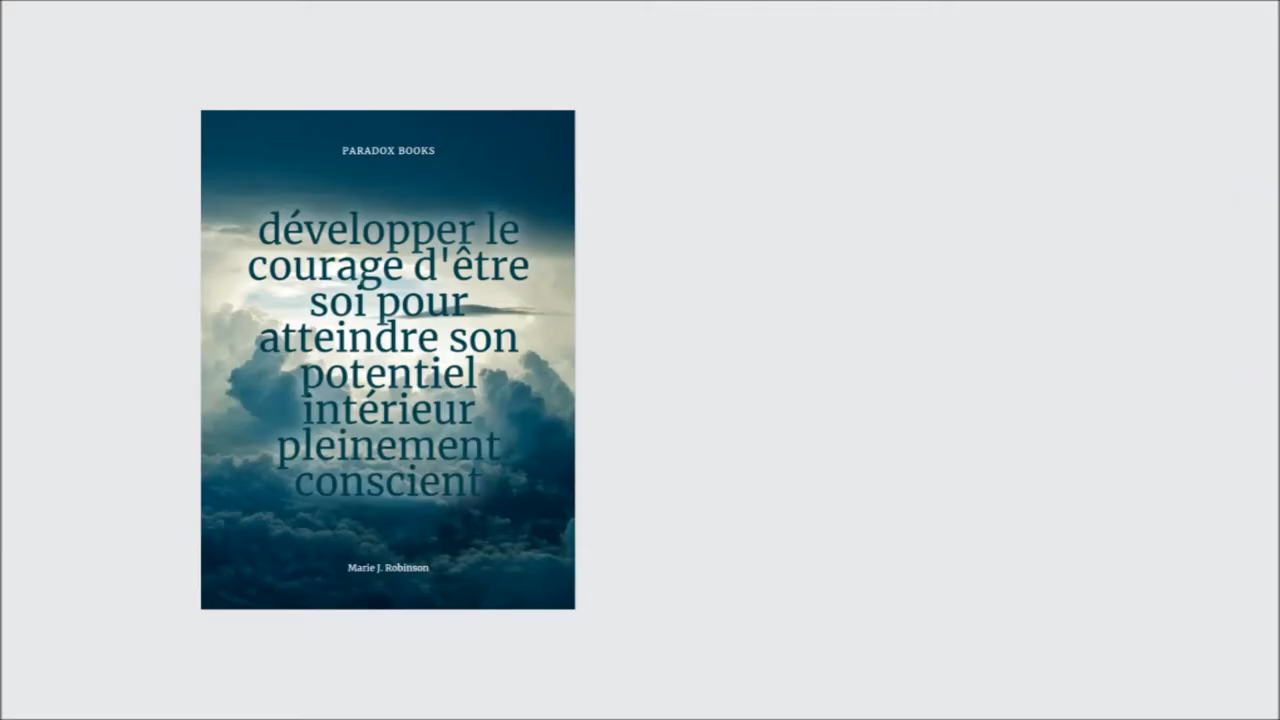 PARADOX BOOKS
développer le
courage d'être
soi pour
atteindre son
potentiel
intérieur
pleinement
conscient
Marie J. Robinson